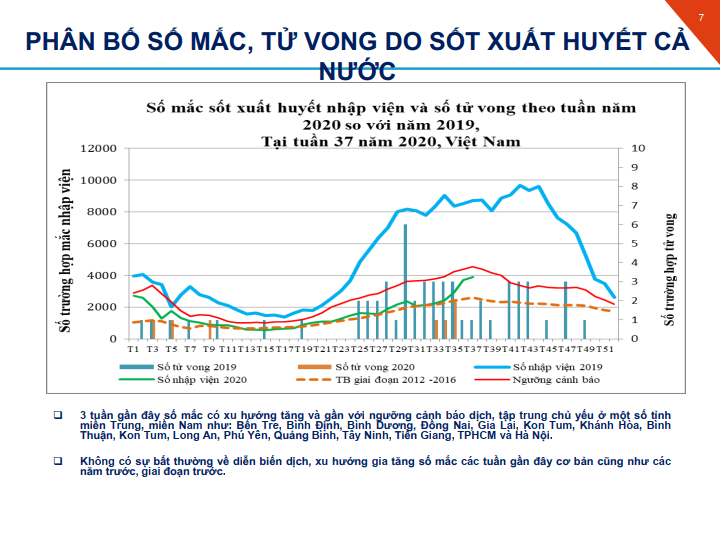 7
PHÂN BỐ SỐ MẮC, TỬ VONG DO SỐT XUẤT HUYẾT CẢ
NƯỚC
Số mắc sốt xuất huyết nhập viện và số tử vong theo tuần năm
2020 so với năm 2019,
Tại tuần 37 năm 2020, Việt Nam
Số trường hợp mắc nhập viện
12000
10000
8000
6000
4000
2000
0
10
9
8
7
6
5
4
3
2
1
0
Số trường hợp tử vong
T1 T3 T5 T7 T9 T11 T13 T15 T17 T19 T21 T23 T25 T27 T29 T31 T33 T35 T37 T39 T41 T43 T45 T47 T49 T51
Số tử vong 2019 Số tử vong 2020 Số nhập viện 2019
Số nhập viện 2020 TB giai đoạn 2012 -2016 Ngưỡng cảnh báo
❑ 3 tuần gần đây số mắc có xu hướng tăng và gần với ngưỡng cảnh báo dịch, tập trung chủ yếu ở một số tỉnh
miền Trung, miền Nam như: Bến Tre, Bình Định, Bình Dương, Đồng Nai, Gia Lai, Kon Tum, Khánh Hòa, Bình
Thuận, Kon Tum, Long An, Phú Yên, Quảng Bình, Tây Ninh, Tiền Giang, TPHCM và Hà Nội.
❑ Không có sự bất thường về diễn biến dịch, xu hướng gia tăng số mắc các tuần gần đây cơ bản cũng như các
năm trước, giai đoạn trước.